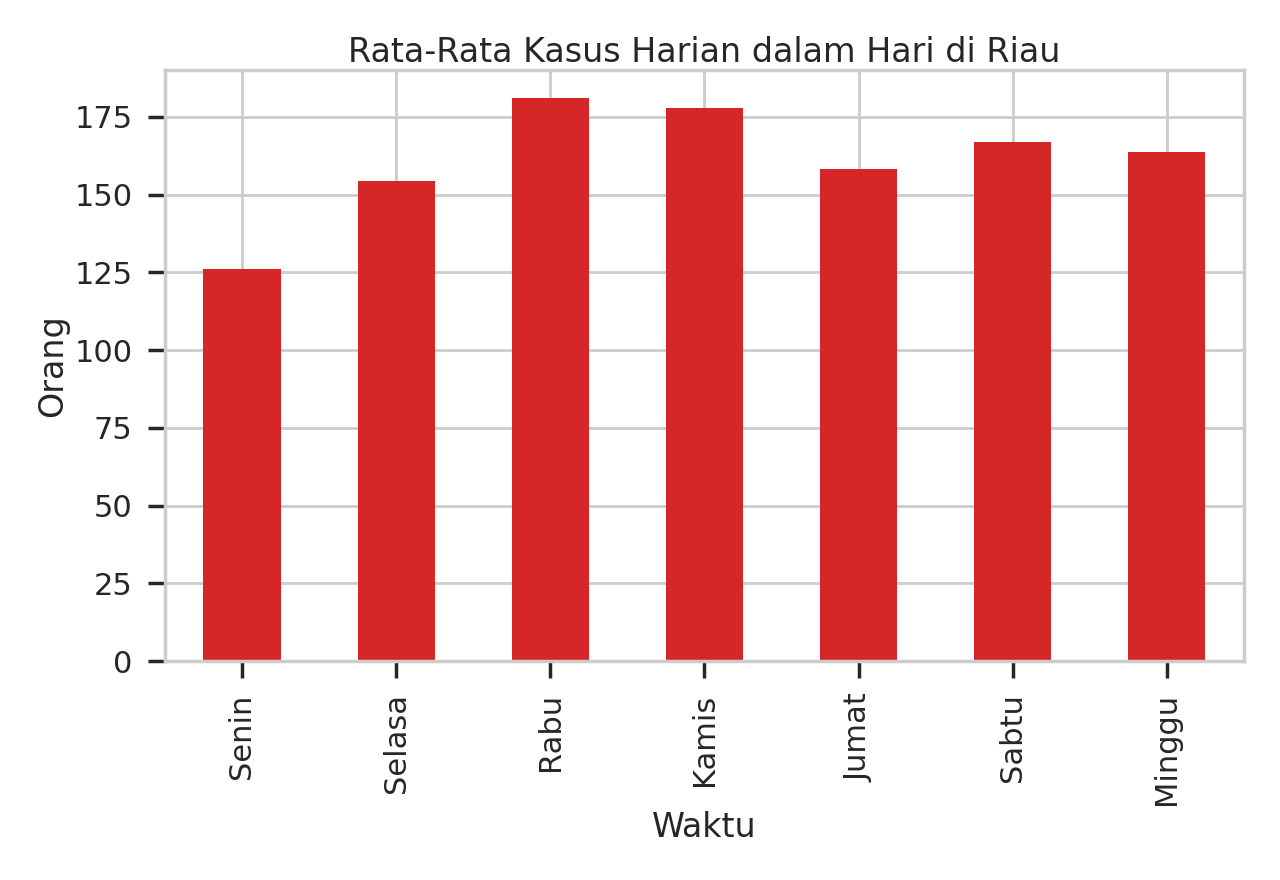 Rata-Rata Kasus Harian dalam Hari di Riau
175
150
125
100
75
50
25
0
Orang
Senin
Selasa
Rabu
Kamis
Jumat
Sabtu
Minggu
Waktu